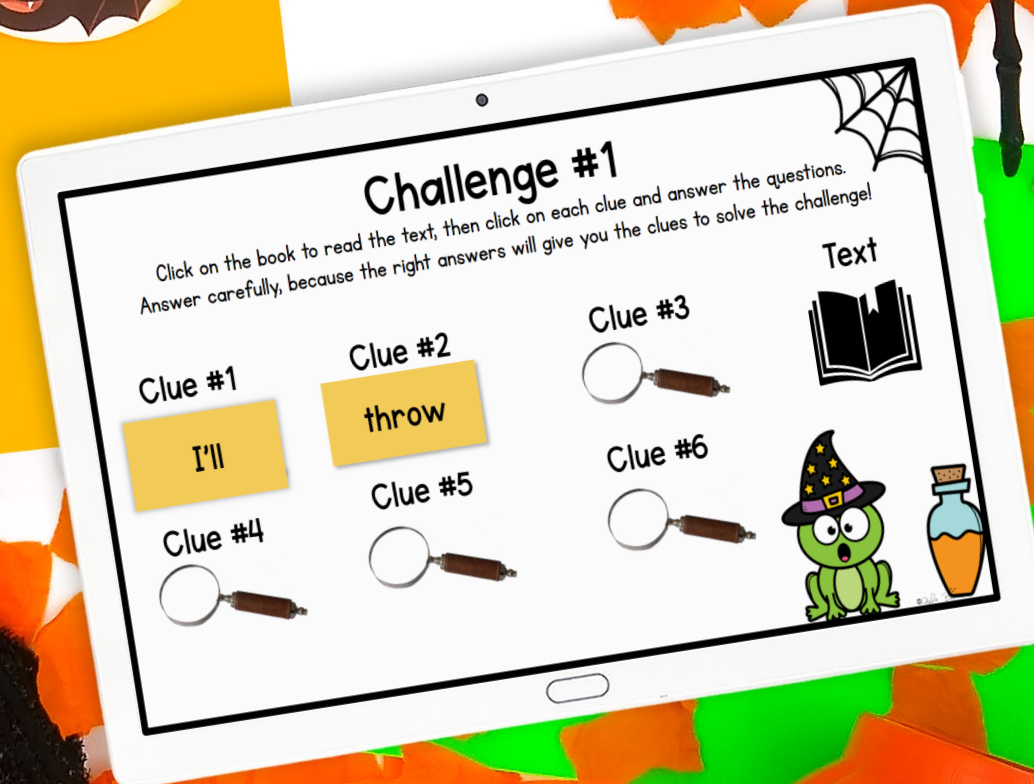 Challenge #1
Click on the book to read the text, then click on each clue and answer the questions.
Answer carefully, because the right answers will give you the clues to solve the challenge!
Text
Clue #1
Clue #2
Clue #3
I'll
throw
Clue #4
Clue #5
Clue #6